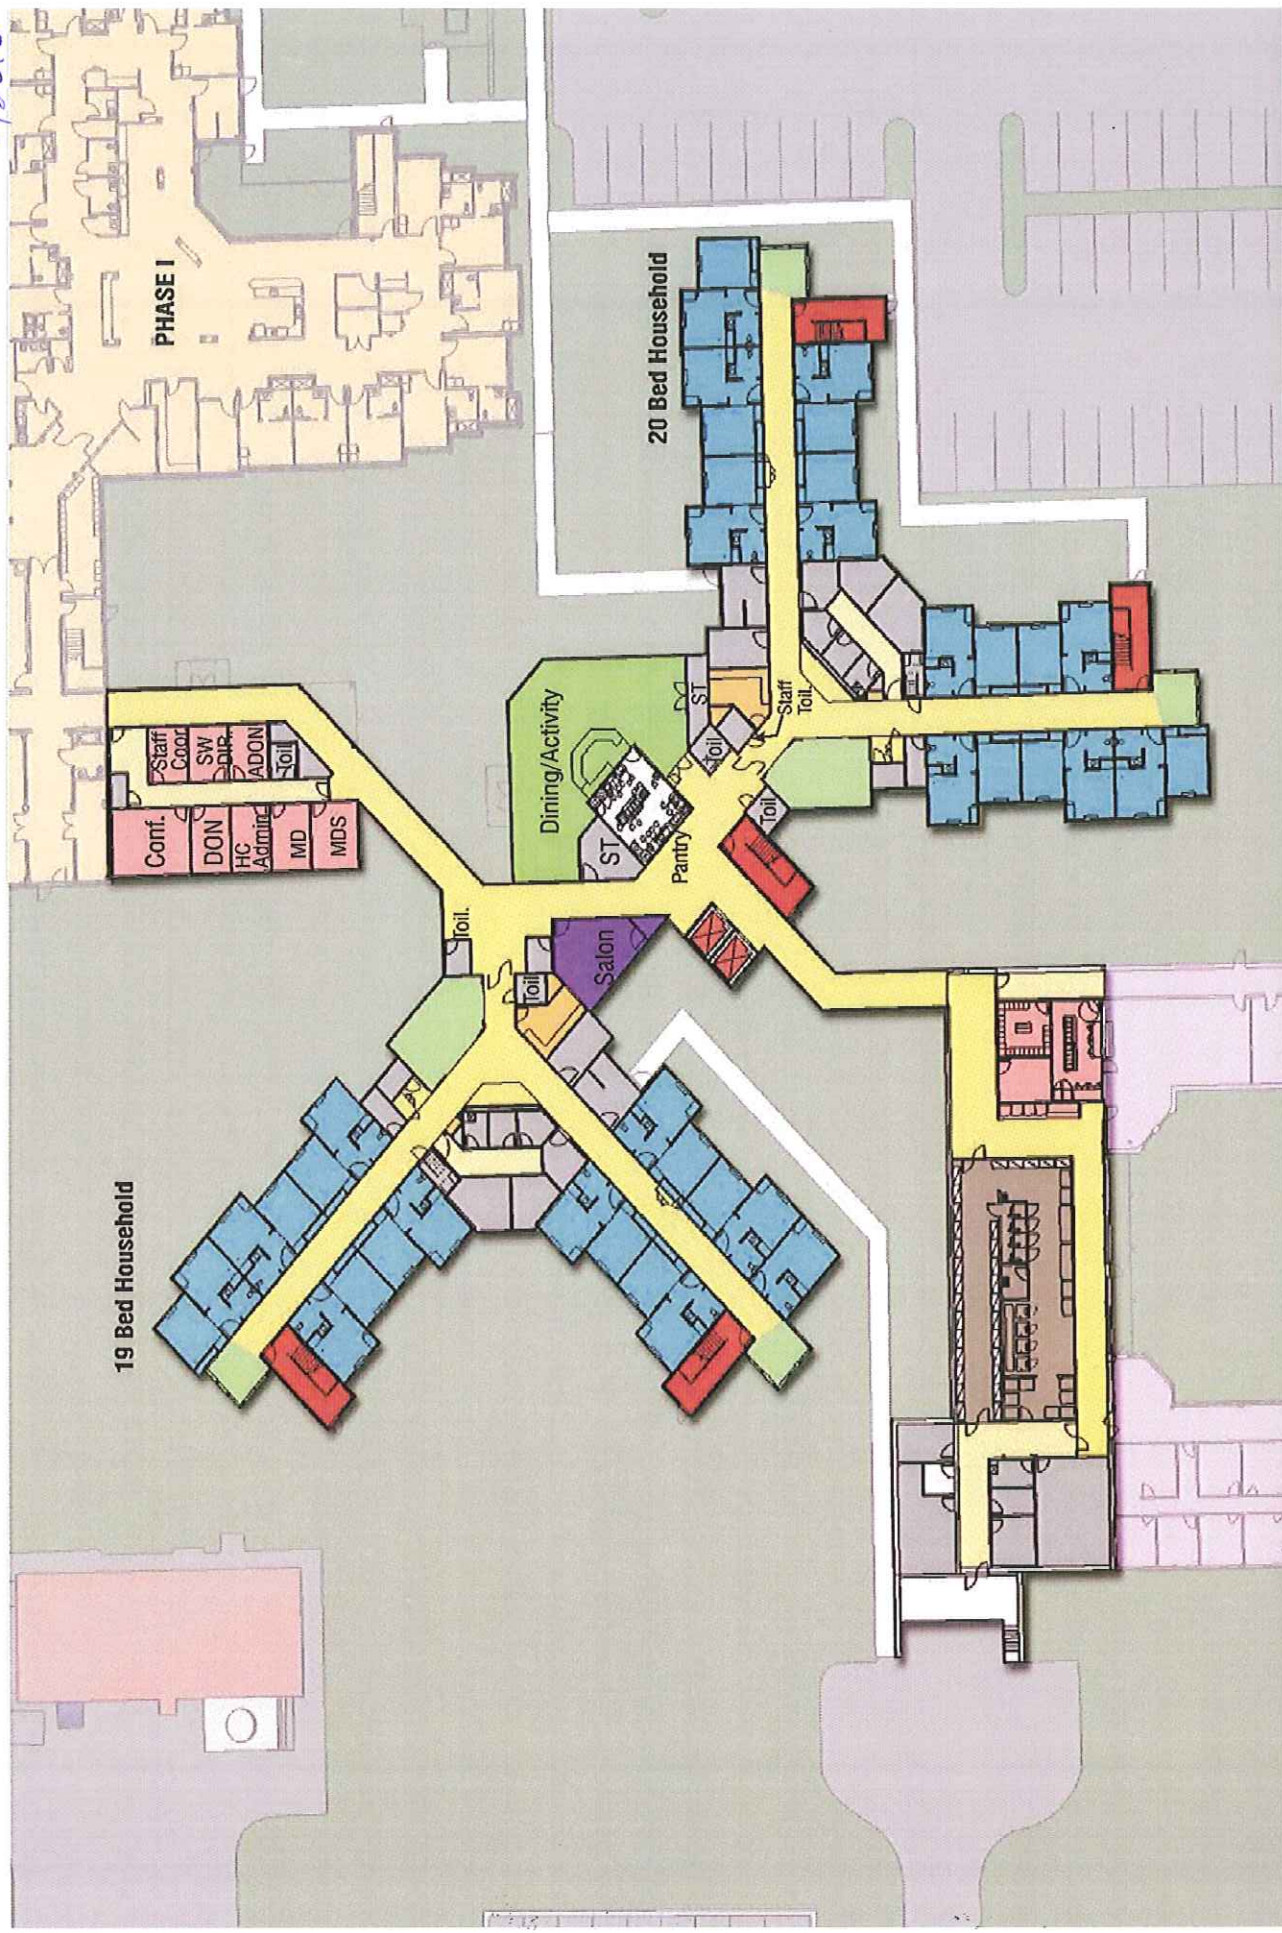 PHASE I
20 Bed Household
Staff
Coor.
SW
DIR.
ADON
Toil.
Conf.
DON
HC
Admin.
MD
MDS
Dining/Activity
ST
Toil.
Staff
Toil.
ST
Pantry
Toil.
Toil.
Salon
Toil.
19 Bed Household